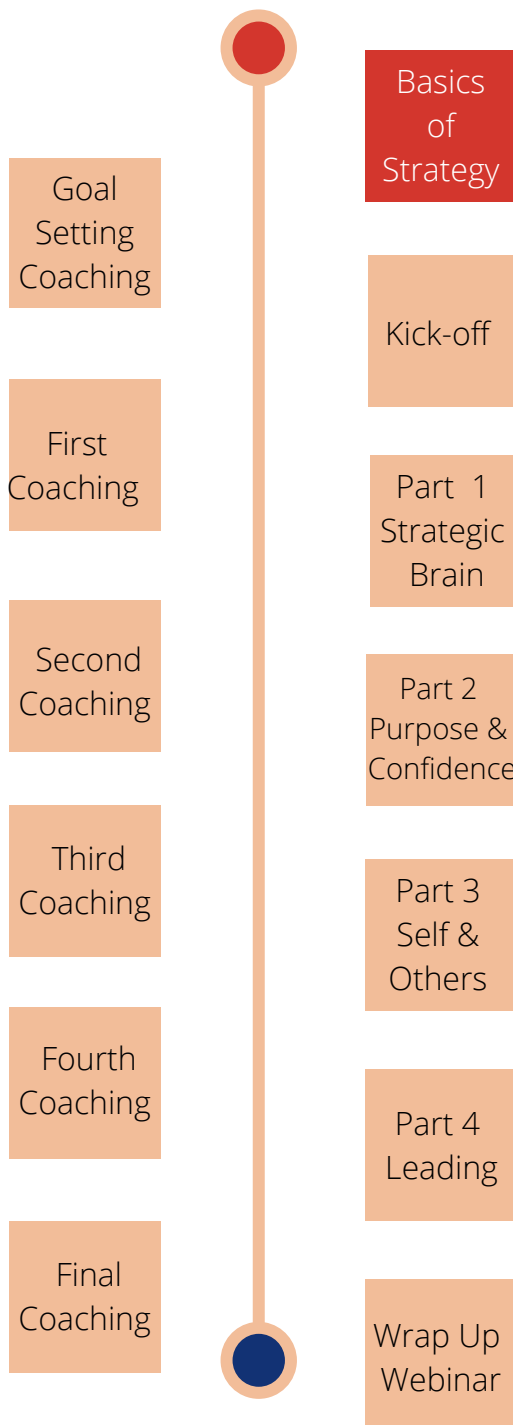 Basics
of
Strategy
Goal
Setting
Coaching
Kick-off
First
Coaching
Part 1
Strategic
Brain
Second
Coaching
Part 2
Purpose &
Confidence
Third
Coaching
Part 3
Self &
Others
Fourth
Coaching
Part 4
Leading
Final
Coaching
Wrap Up
Webinar